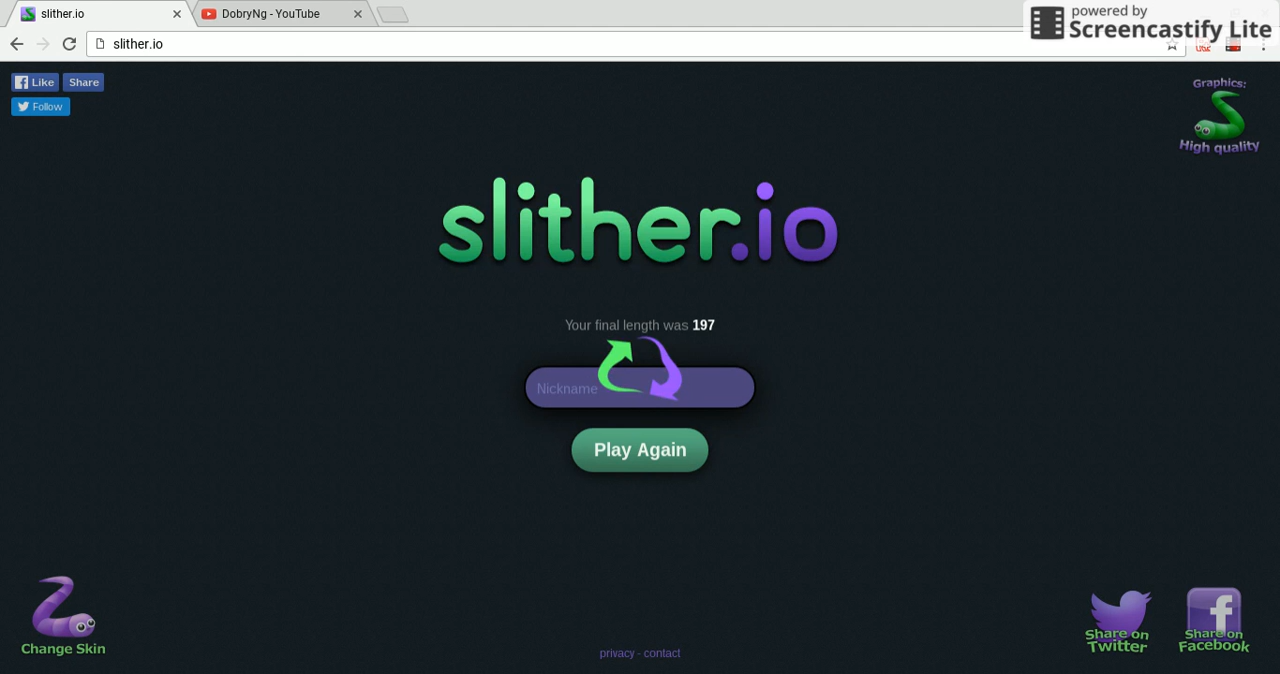 slither.io
DobryNg - YouTube
powered by
Screencastify Lite
slither.io
Like
Share
Follow
Graphics:
High quality
slither.io
Your final length was 197
Nickname
Play Again
Change Skin
privacy · contact
Share on
Twitter
Share on
Facebook